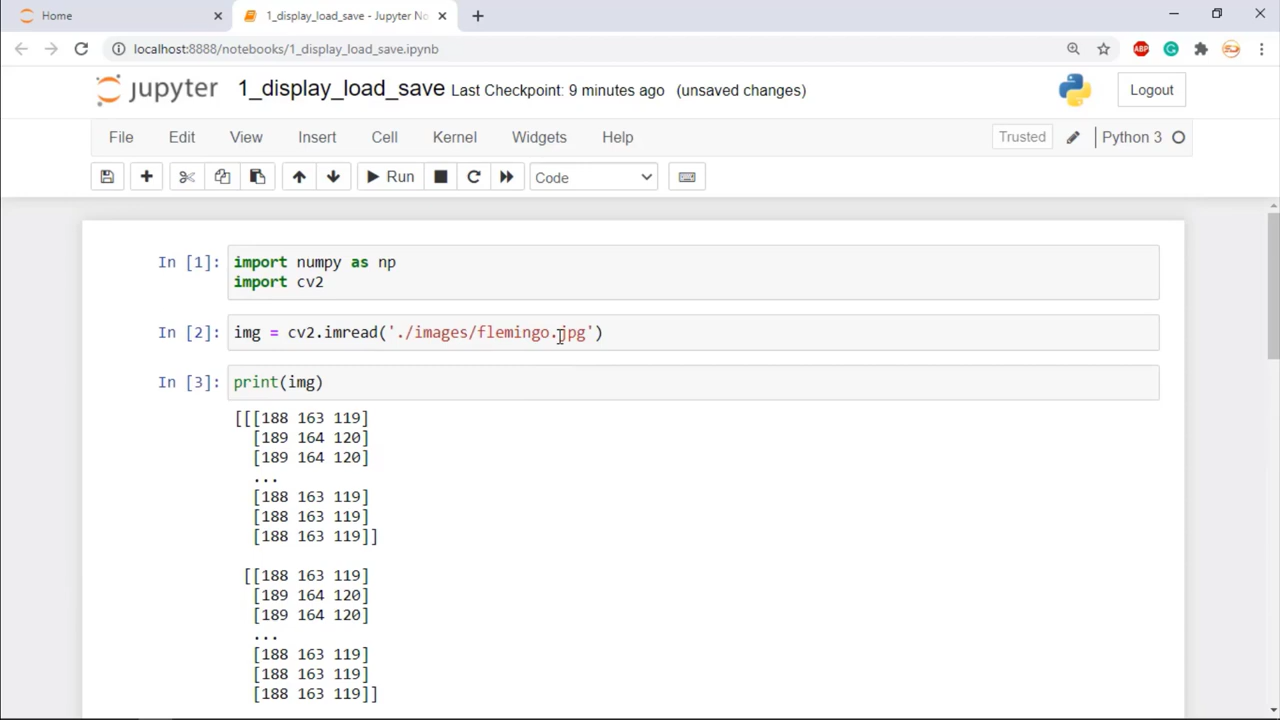 Home
1_display_load_save - Jupyter No
localhost:8888/notebooks/1_display_load_save.ipynb
ABP
jupyter 1_display_load_save Last Checkpoint: 9 minutes ago (unsaved changes)
Logout
File Edit View Insert Cell Kernel Widgets Help
Trusted Python 3
Run Code
In [1]: import numpy as np
import cv2
In [2]: img = cv2.imread('./images/flemingo.jpg')
In [3]: print(img)
[[[188 163 119]
[189 164 120]
[189 164 120]
...
[188 163 119]
[188 163 119]
[188 163 119]]
[[188 163 119]
[189 164 120]
[189 164 120]
...
[188 163 119]
[188 163 119]
[188 163 119]]